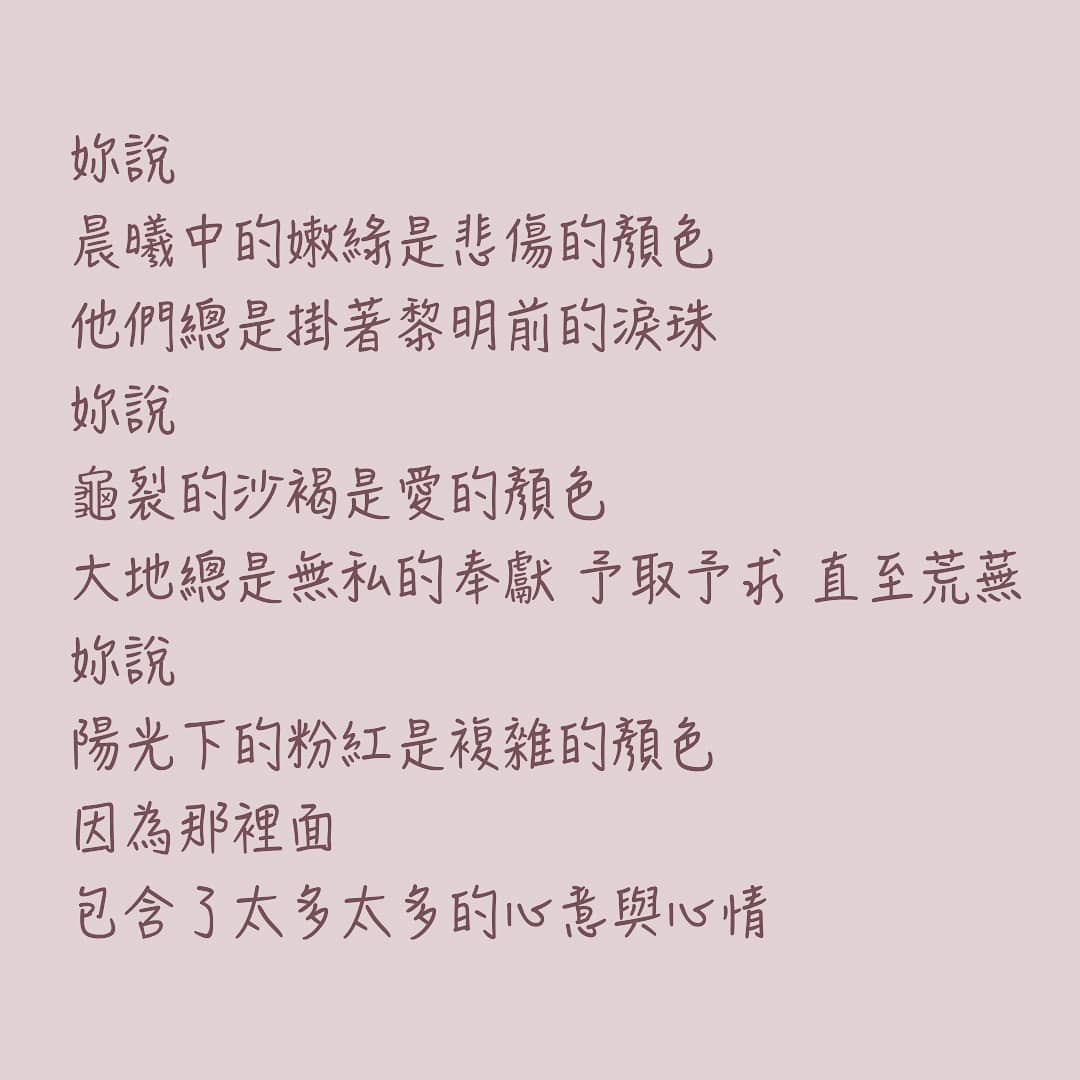 妳說
晨曦中的嫩綠是悲傷的顏色
他們總是掛著黎明前的淚珠
妳說
龜裂的沙褐是愛的顏色
大地總是無私的奉獻 予取予求 直至荒蕪
妳說
陽光下的粉紅是複雜的顏色
因為那裡面
包含了太多太多的心意與心情